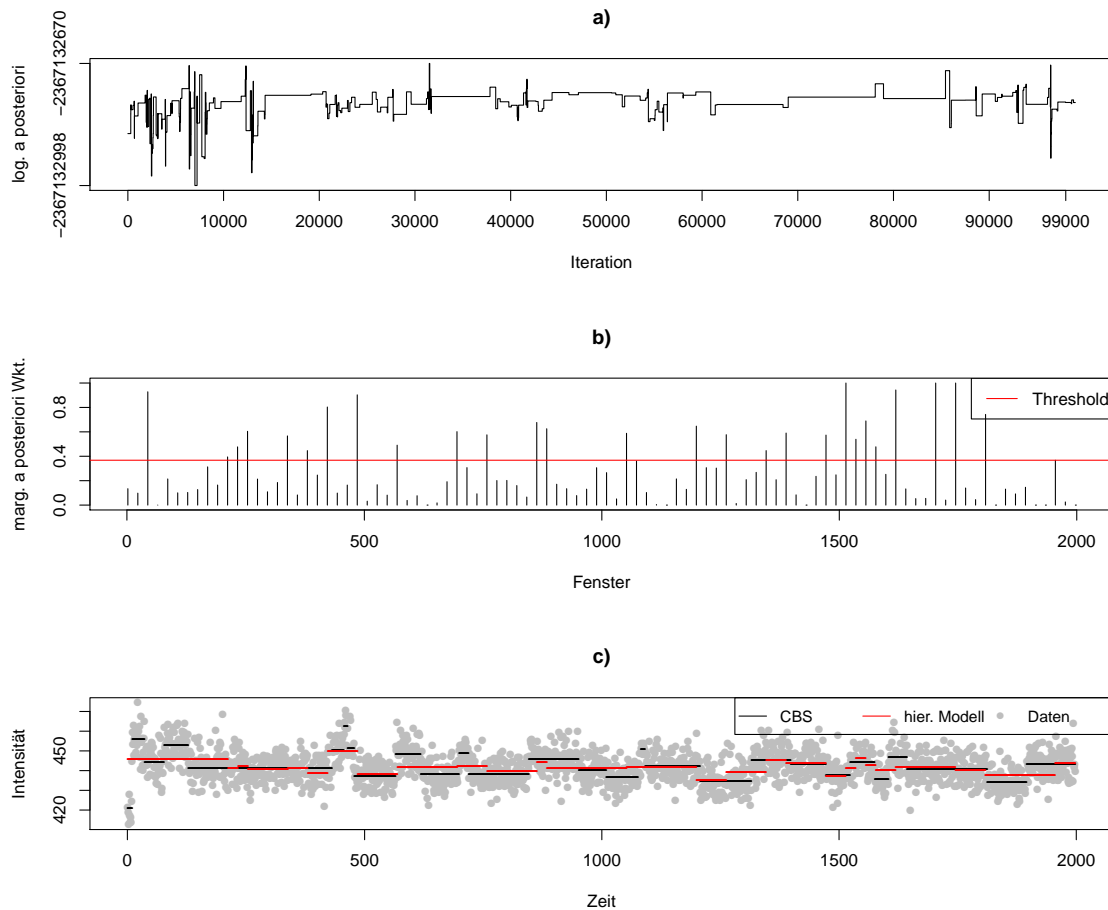 a)
log. a posteriori
−2367132670
−2367132998
0 10000 20000 30000 40000 50000 60000 70000 80000 90000 99000
Iteration
b)
marg. a posteriori Wkt.
0.8
0.4
0.0
Threshold
0 500 1000 1500 2000
Fenster
c)
Intensität
450
420
CBS hier. Modell Daten
0 500 1000 1500 2000
Zeit